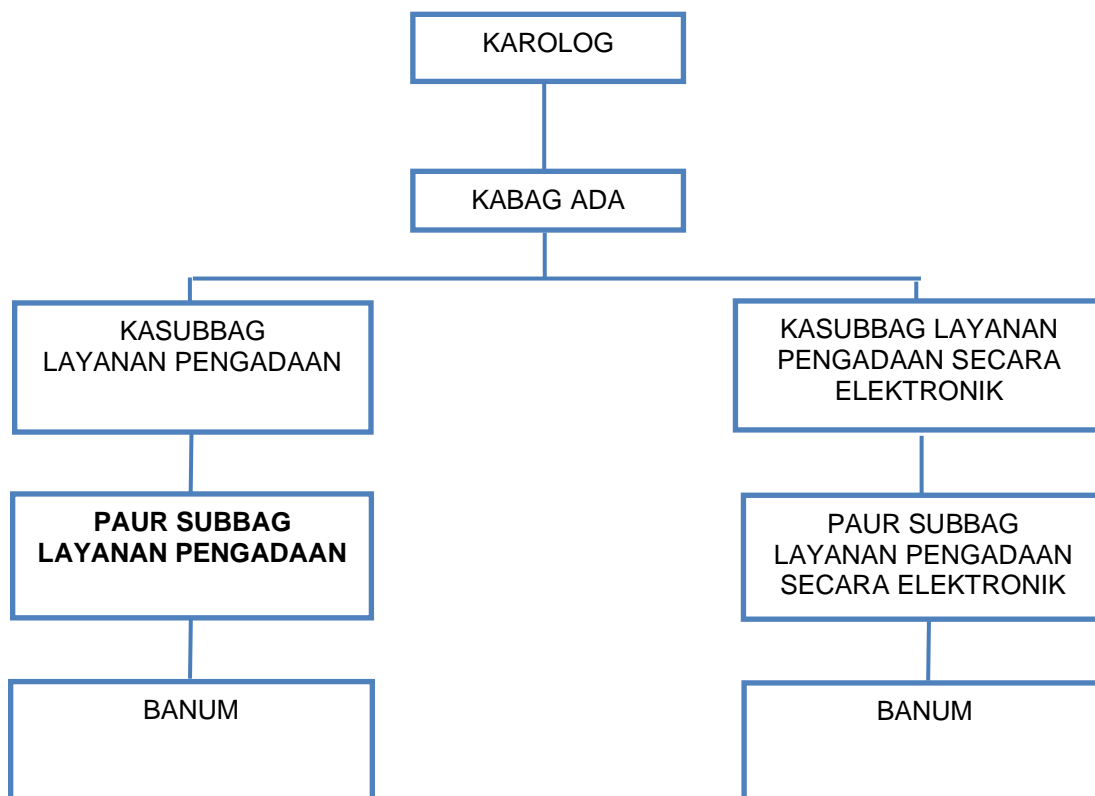 KAROLOG
KABAG ADA
KASUBBAG
LAYANAN PENGADAAN
KASUBBAG LAYANAN
PENGADAAN SECARA
ELEKTRONIK
PAUR SUBBAG
LAYANAN PENGADAAN
PAUR SUBBAG
LAYANAN PENGADAAN
SECARA ELEKTRONIK
BANUM
BANUM